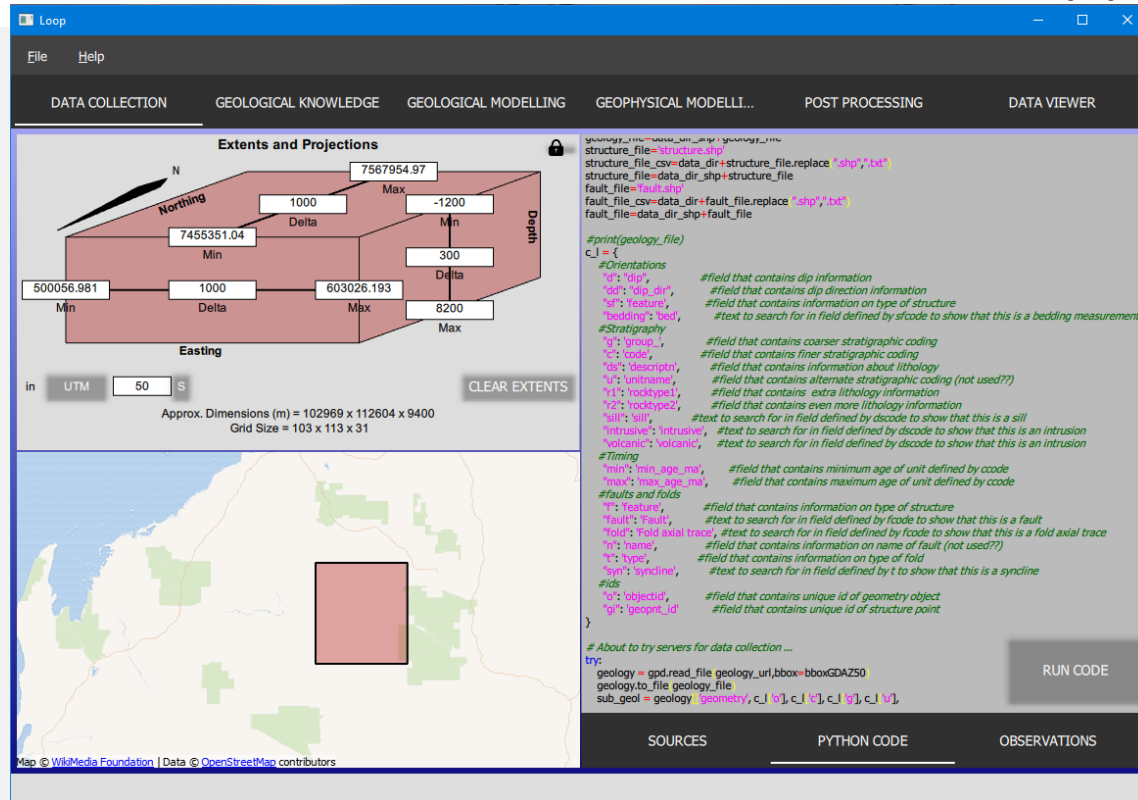 Loop
File Help
DATA COLLECTION GEOLOGICAL KNOWLEDGE GEOLOGICAL MODELLING GEOPHYSICAL MODELLI... POST PROCESSING DATA VIEWER
Extents and Projections
N
Northing
7567954.97
Max
1000
Delta
7455351.04
Min
-1200
Min
Depth
300
Delta
8200
Max
500056.981
Min
1000
Delta
603026.193
Max
Easting
in UTM 50 S CLEAR EXTENTS
Approx. Dimensions (m) = 102969 x 112604 x 9400
Grid Size = 103 x 113 x 31
Map © WikiMedia Foundation | Data © OpenStreetMap contributors
geology_file=data_dir_shp+geology_file
structure_file='structure.shp'
structure_file_csv=data_dir+structure_file.replace(".shp",".txt")
structure_file=data_dir_shp+structure_file
fault_file='fault.shp'
fault_file_csv=data_dir+fault_file.replace(".shp",".txt")
fault_file=data_dir_shp+fault_file
#print(geology_file)
c_l = {
#Orientations
"d": "dip", #field that contains dip information
"dd": "dip_dir", #field that contains dip direction information
"sf": 'feature', #field that contains information on type of structure
"bedding": 'bed', #text to search for in field defined by sfcode to show that this is a bedding measurement
#Stratigraphy
"g": 'group_', #field that contains coarser stratigraphic coding
"c": 'code', #field that contains finer stratigraphic coding
"ds": 'descriptn', #field that contains information about lithology
"u": 'unitname', #field that contains alternate stratigraphic coding (not used??)
"r1": 'rocktype1', #field that contains extra lithology information
"r2": 'rocktype2', #field that contains even more lithology information
"sill": 'sill', #text to search for in field defined by dscode to show that this is a sill
"intrusive": 'intrusive', #text to search for in field defined by dscode to show that this is an intrusion
"volcanic": 'volcanic', #text to search for in field defined by dscode to show that this is an intrusion
#Timing
"min": 'min_age_ma', #field that contains minimum age of unit defined by ccode
"max": 'max_age_ma', #field that contains maximum age of unit defined by ccode
#faults and folds
"f": 'feature', #field that contains information on type of structure
"fault": 'Fault', #text to search for in field defined by fcode to show that this is a fault
"fold": 'Fold axial trace', #text to search for in field defined by fcode to show that this is a fold axial trace
"n": 'name', #field that contains information on name of fault (not used??)
"t": 'type', #field that contains information on type of fold
"syn": 'syncline', #text to search for in field defined by t to show that this is a syncline
#ids
"o": 'objectid', #field that contains unique id of geometry object
"gi": 'geopnt_id' #field that contains unique id of structure point
}
# About to try servers for data collection ...
try:
geology = gpd.read_file(geology_url,bbox=bboxGDAZ50)
geology.to_file(geology_file)
sub_geol = geology[['geometry', c_l['o'], c_l['c'], c_l['g'], c_l['u'],
RUN CODE
SOURCES PYTHON CODE OBSERVATIONS